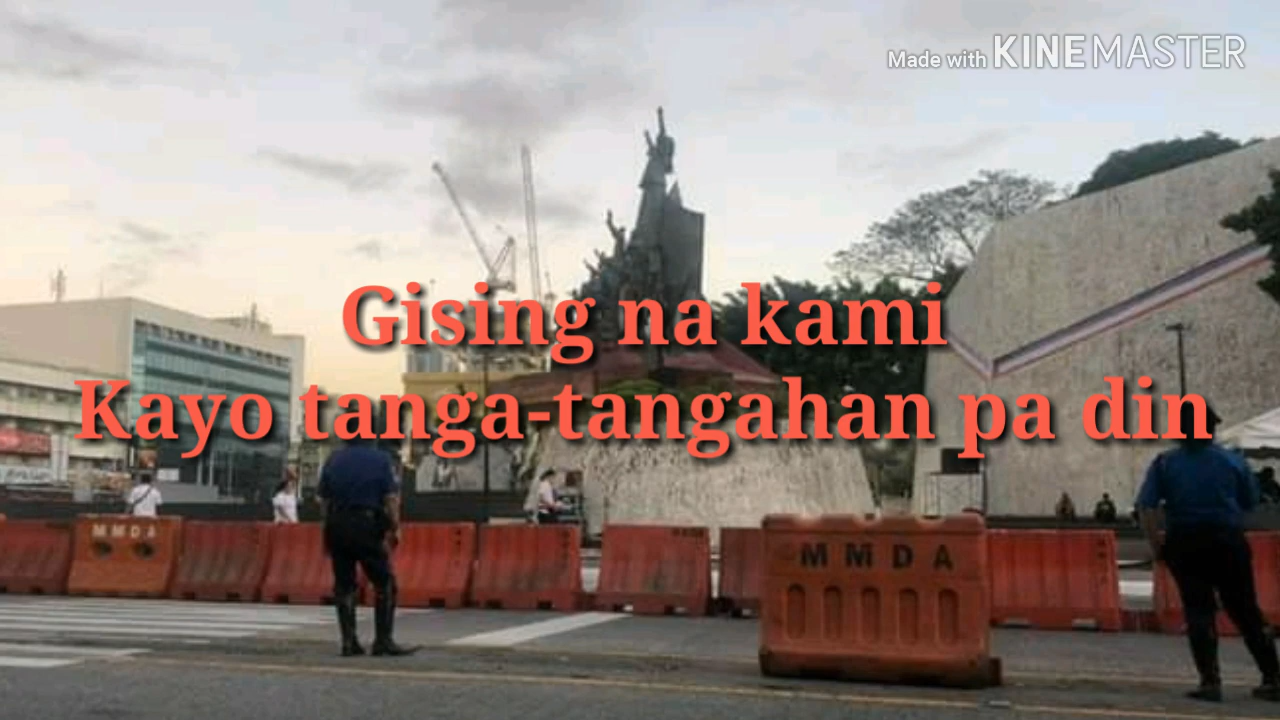 Made with KINEMASTER
Gising na kami
Kayo tanga-tangahan pa din
MMDA
MMDA